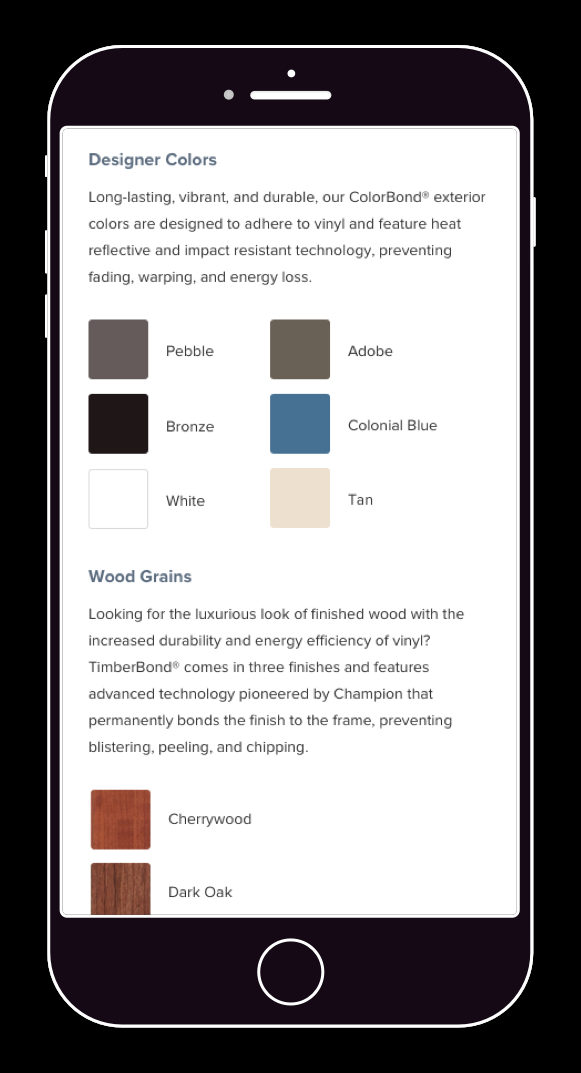 Designer Colors
Long-lasting, vibrant, and durable, our ColorBond® exterior
colors are designed to adhere to vinyl and feature heat
reflective and impact resistant technology, preventing
fading, warping, and energy loss.
Pebble
Adobe
Bronze
Colonial Blue
White
Tan
Wood Grains
Looking for the luxurious look of finished wood with the
increased durability and energy efficiency of vinyl?
TimberBond® comes in three finishes and features
advanced technology pioneered by Champion that
permanently bonds the finish to the frame, preventing
blistering, peeling, and chipping.
Cherrywood
Dark Oak